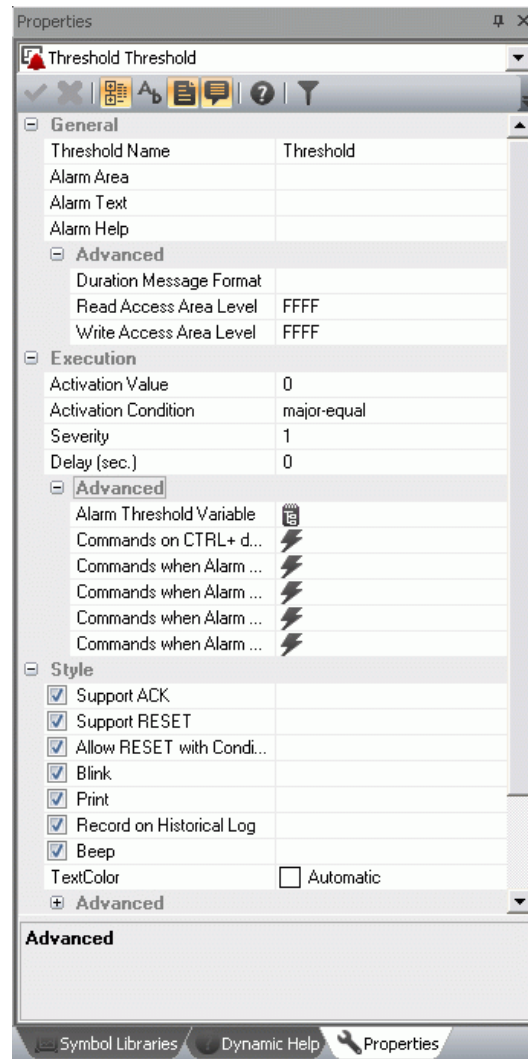 Properties
Threshold Threshold
Ab
General
Threshold Name Threshold
Alarm Area
Alarm Text
Alarm Help
Advanced
Duration Message Format
Read Access Area Level FFFF
Write Access Area Level FFFF
Execution
Activation Value 0
Activation Condition major-equal
Severity 1
Delay (sec.) 0
Advanced
Alarm Threshold Variable
Commands on CTRL+ d...
Commands when Alarm ...
Commands when Alarm ...
Commands when Alarm ...
Commands when Alarm ...
Style
Support ACK
Support RESET
Allow RESET with Condi...
Blink
Print
Record on Historical Log
Beep
TextColor Automatic
Advanced
Advanced
Symbol Libraries Dynamic Help Properties